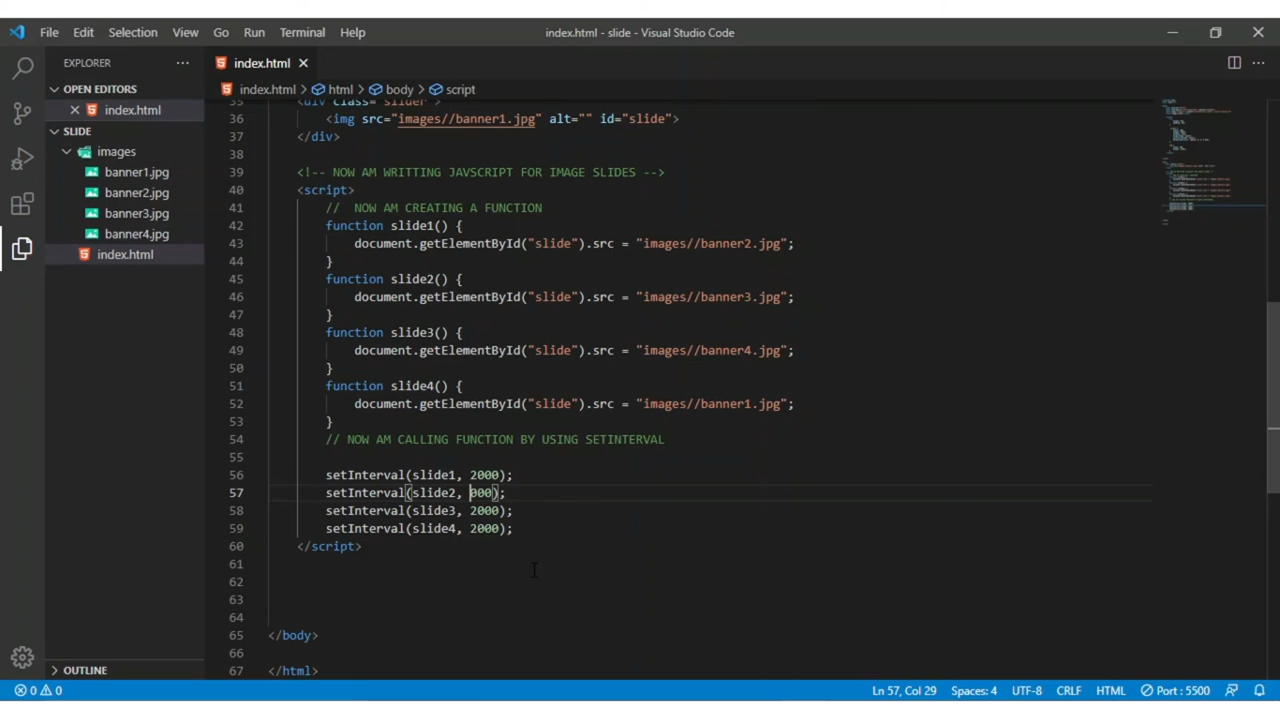 File Edit Selection View Go Run Terminal Help index.html - slide - Visual Studio Code
EXPLORER ··· index.html
OPEN EDITORS
index.html
SLIDE
images
banner1.jpg
banner2.jpg
banner3.jpg
banner4.jpg
index.html
OUTLINE
index.html > html > body > script
35 <div class="slider">
36 <img src="images//banner1.jpg" alt="" id="slide">
37 </div>
38
39 <!-- NOW AM WRITTING JAVSCRIPT FOR IMAGE SLIDES -->
40 <script>
41 // NOW AM CREATING A FUNCTION
42 function slide1() {
43 document.getElementById("slide").src = "images//banner2.jpg";
44 }
45 function slide2() {
46 document.getElementById("slide").src = "images//banner3.jpg";
47 }
48 function slide3() {
49 document.getElementById("slide").src = "images//banner4.jpg";
50 }
51 function slide4() {
52 document.getElementById("slide").src = "images//banner1.jpg";
53 }
54 // NOW AM CALLING FUNCTION BY USING SETINTERVAL
55
56 setInterval(slide1, 2000);
57 setInterval(slide2, 000);
58 setInterval(slide3, 2000);
59 setInterval(slide4, 2000);
60 </script>
61
62
63
64
65 </body>
66
67 </html>
0 0 Ln 57, Col 29 Spaces: 4 UTF-8 CRLF HTML Port : 5500